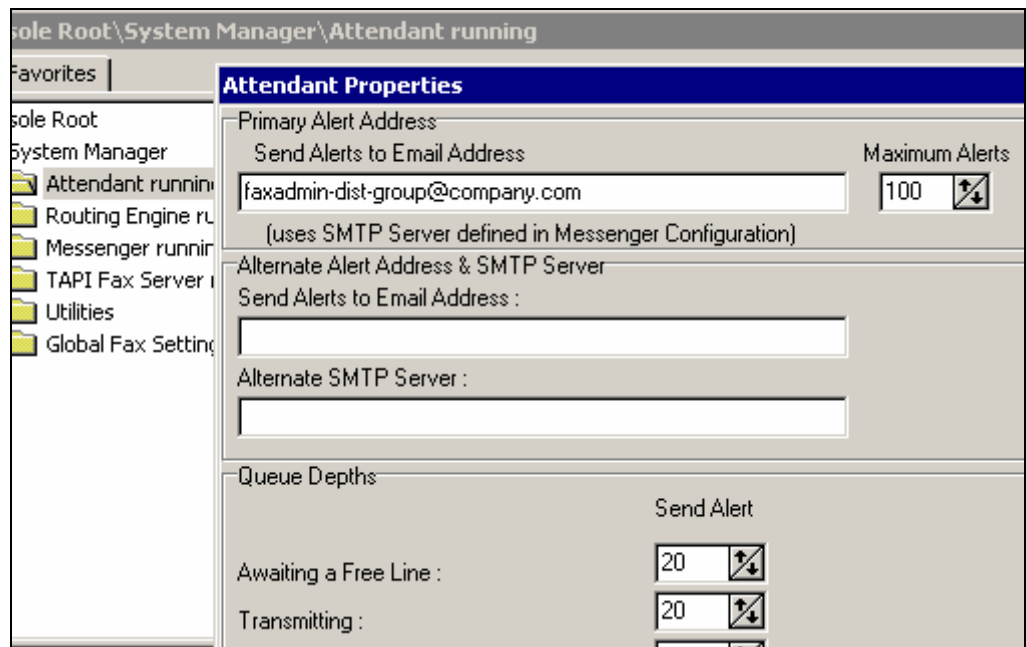 sole Root\System Manager\Attendant running
Favorites
Attendant Properties
sole Root
System Manager
Attendant runnin
Routing Engine ru
Messenger runnin
TAPI Fax Server r
Utilities
Global Fax Setting
Primary Alert Address
Send Alerts to Email Address
Maximum Alerts
faxadmin-dist-group@company.com
100
(uses SMTP Server defined in Messenger Configuration)
Alternate Alert Address & SMTP Server
Send Alerts to Email Address :
Alternate SMTP Server :
Queue Depths
Send Alert
Awaiting a Free Line :
20
Transmitting :
20